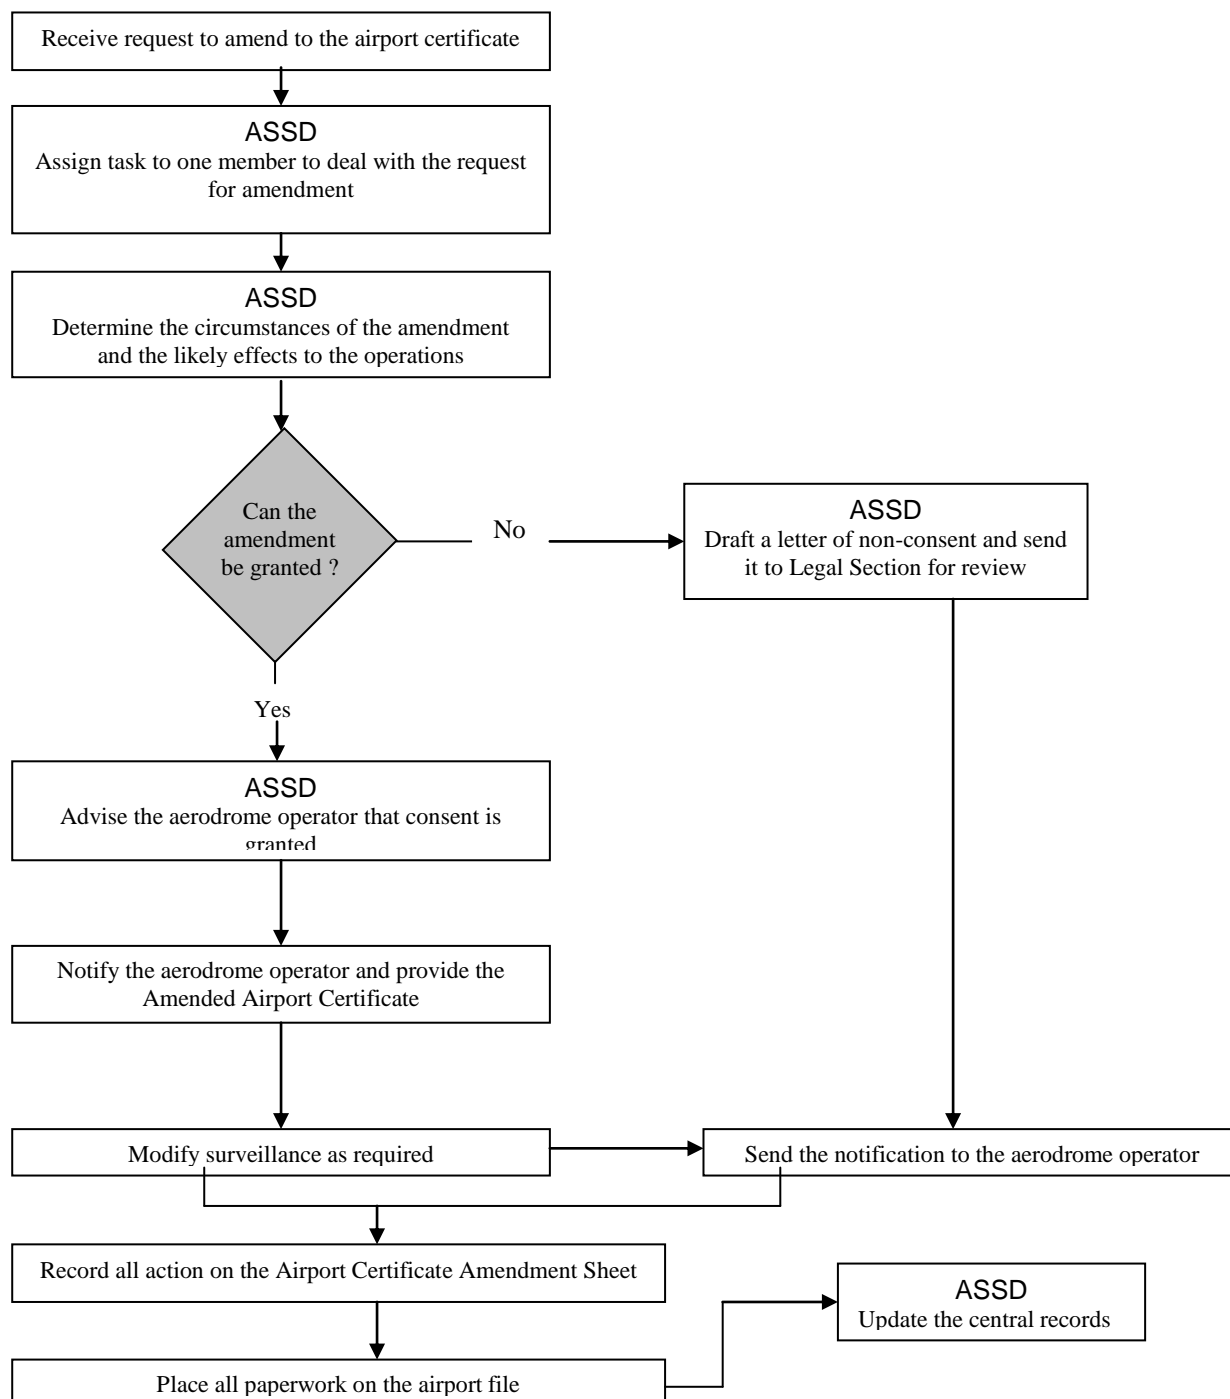 Receive request to amend to the airport certificate
ASSD
Assign task to one member to deal with the request
for amendment
ASSD
Determine the circumstances of the amendment
and the likely effects to the operations
Can the
amendment
be granted ?
No
ASSD
Draft a letter of non-consent and send
it to Legal Section for review
Yes
ASSD
Advise the aerodrome operator that consent is
granted
Notify the aerodrome operator and provide the
Amended Airport Certificate
Modify surveillance as required
Send the notification to the aerodrome operator
Record all action on the Airport Certificate Amendment Sheet
ASSD
Update the central records
Place all paperwork on the airport file